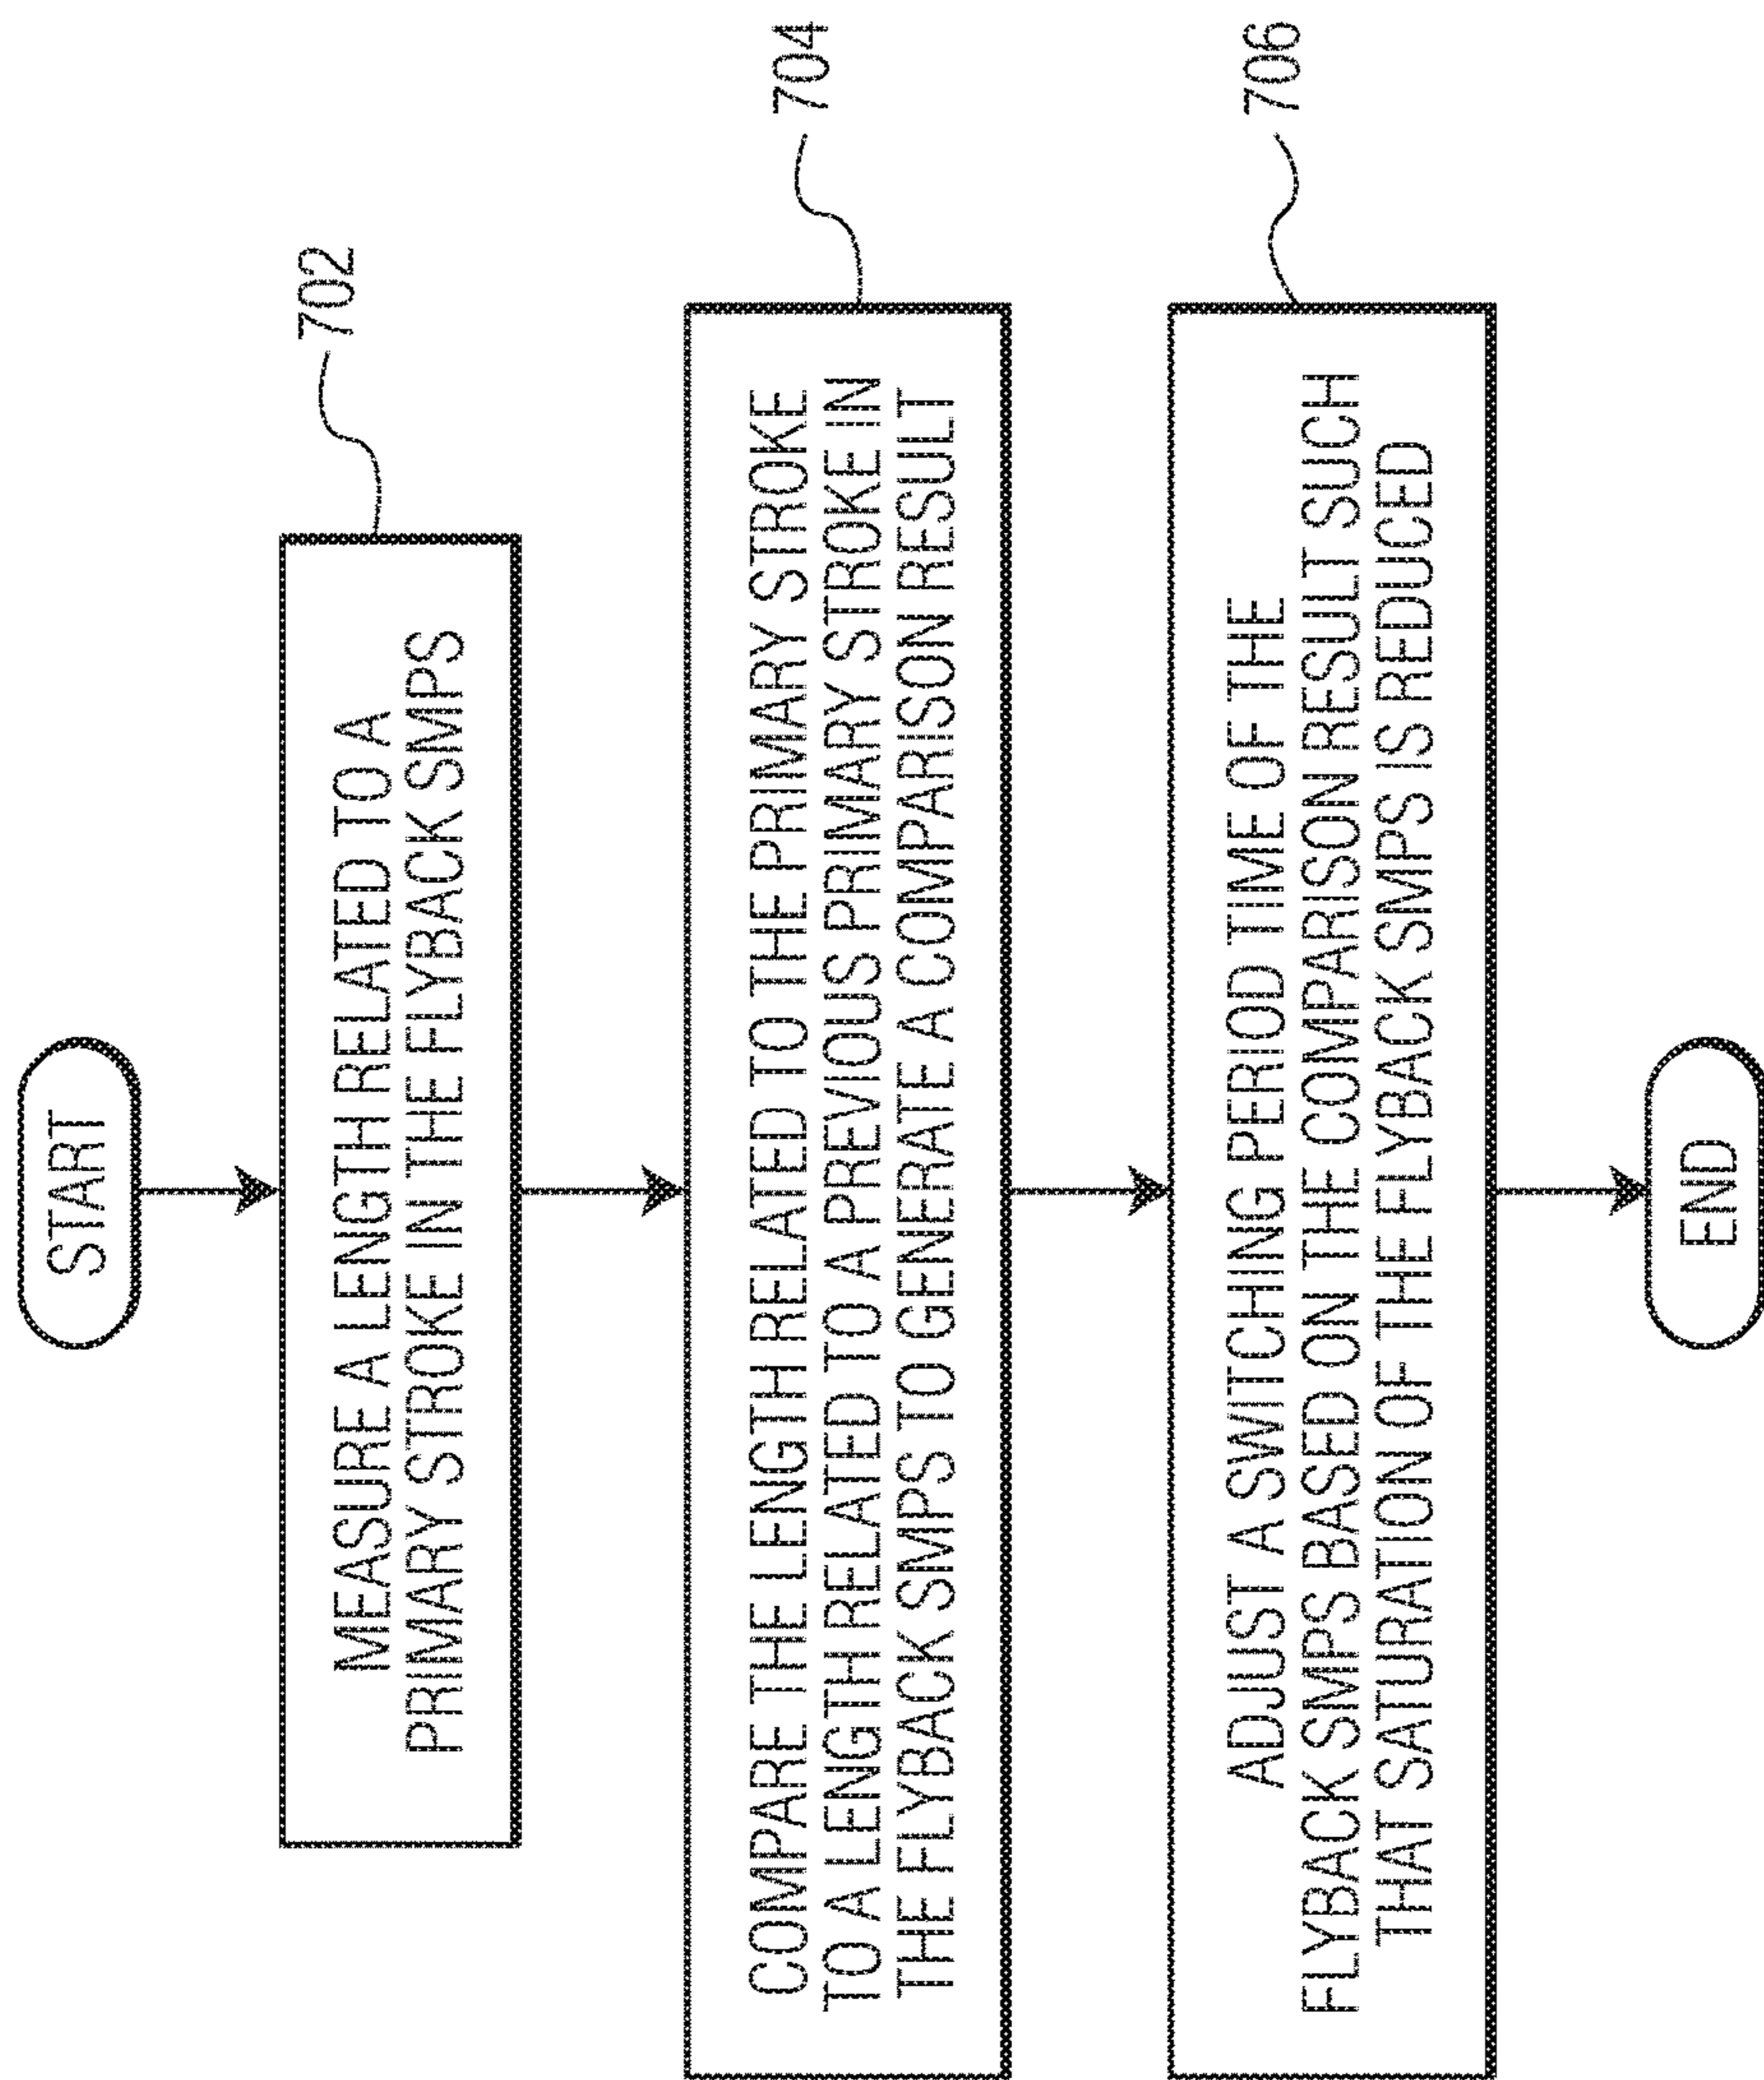 START
702
MEASURE A LENGTH RELATED TO A
PRIMARY STROKE IN THE FLYBACK SMPS
704
COMPARE THE LENGTH RELATED TO THE PRIMARY STROKE
TO A LENGTH RELATED TO A PREVIOUS PRIMARY STROKE IN
THE FLYBACK SMPS TO GENERATE A COMPARISON RESULT
706
ADJUST A SWITCHING PERIOD TIME OF THE
FLYBACK SMPS BASED ON THE COMPARISON RESULT SUCH
THAT SATURATION OF THE FLYBACK SMPS IS REDUCED
END